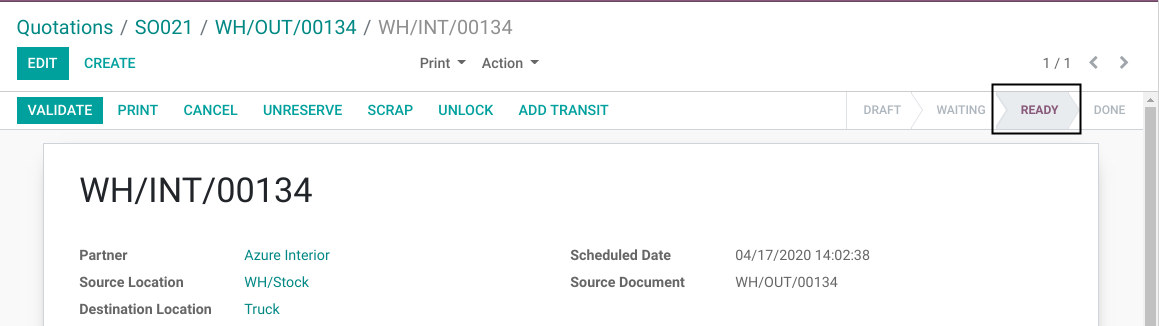 Quotations / SO021 / WH/OUT/00134 / WH/INT/00134
EDIT CREATE Print Action 1 / 1
VALIDATE PRINT CANCEL UNRESERVE SCRAP UNLOCK ADD TRANSIT DRAFT WAITING READY DONE
WH/INT/00134
Partner Azure Interior Scheduled Date 04/17/2020 14:02:38
Source Location WH/Stock Source Document WH/OUT/00134
Destination Location Truck